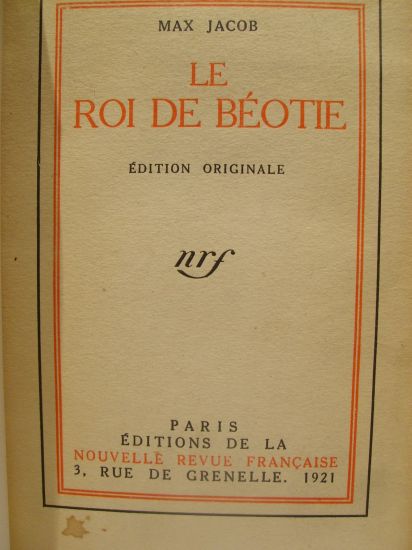 MAX JACOB
LE
ROI DE BÉOTIE
ÉDITION ORIGINALE
nrf
PARIS
ÉDITIONS DE LA
NOUVELLE REVUE FRANÇAISE
3, RUE DE GRENELLE. 1921